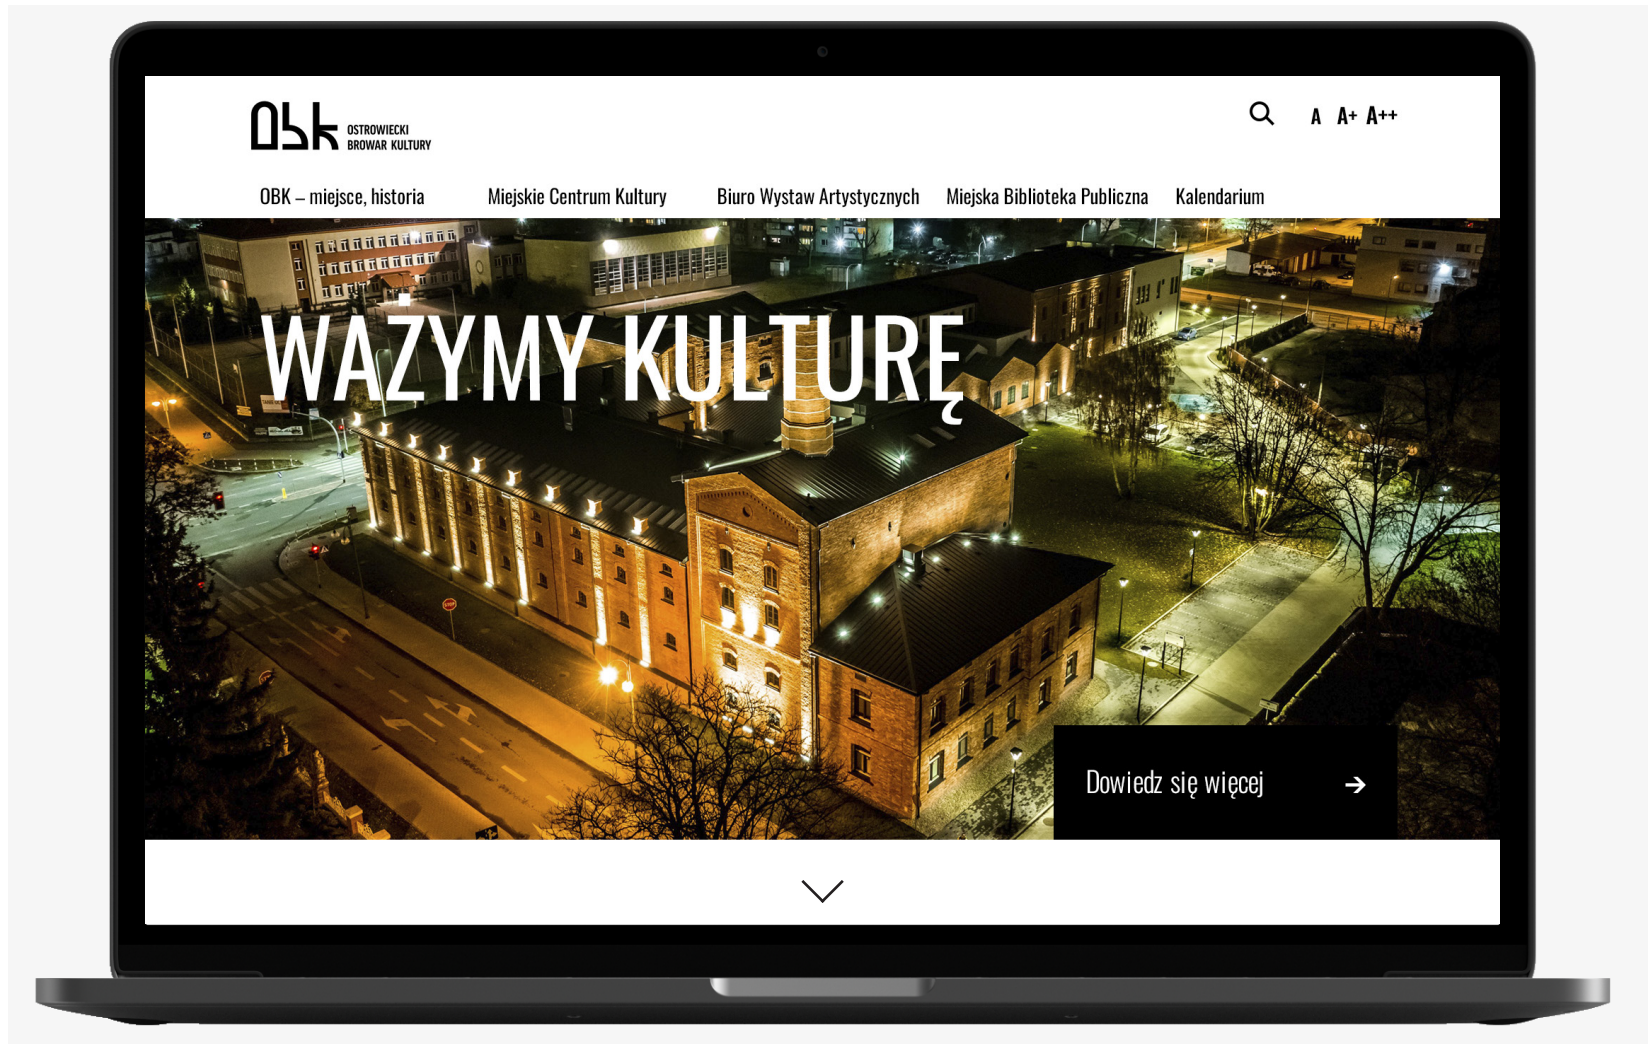 Obk OSTROWIECKI
BROWAR KULTURY
A A+ A++
OBK – miejsce, historia Miejskie Centrum Kultury Biuro Wystaw Artystycznych Miejska Biblioteka Publiczna Kalendarium
WAŻYMY KULTURĘ
Dowiedz się więcej